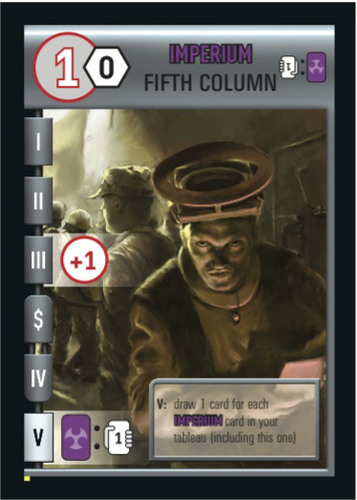 1 0 IMPERIUM
FIFTH COLUMN 1 :
I
II
III +1
$
IV
V : 1
V: draw 1 card for each
IMPERIUM card in your
tableau (including this one)